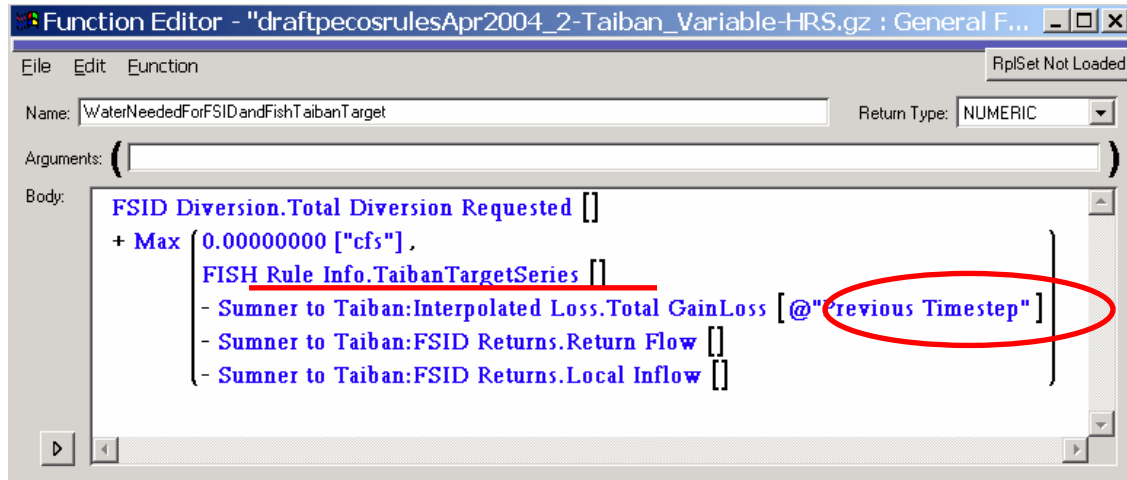 Function Editor - "draftpecosrulesApr2004_2-Taiban_Variable-HRS.gz : General F...
File Edit Function
RplSet Not Loaded
Name: WaterNeededForFSIDandFishTaibanTarget Return Type: NUMERIC
Arguments: ( )
Body:
FSID Diversion.Total Diversion Requested []
+ Max ( 0.00000000 ["cfs"] ,
FISH Rule Info.TaibanTargetSeries []
- Sumner to Taiban:Interpolated Loss.Total GainLoss [@"Previous Timestep"]
- Sumner to Taiban:FSID Returns.Return Flow []
- Sumner to Taiban:FSID Returns.Local Inflow [] )